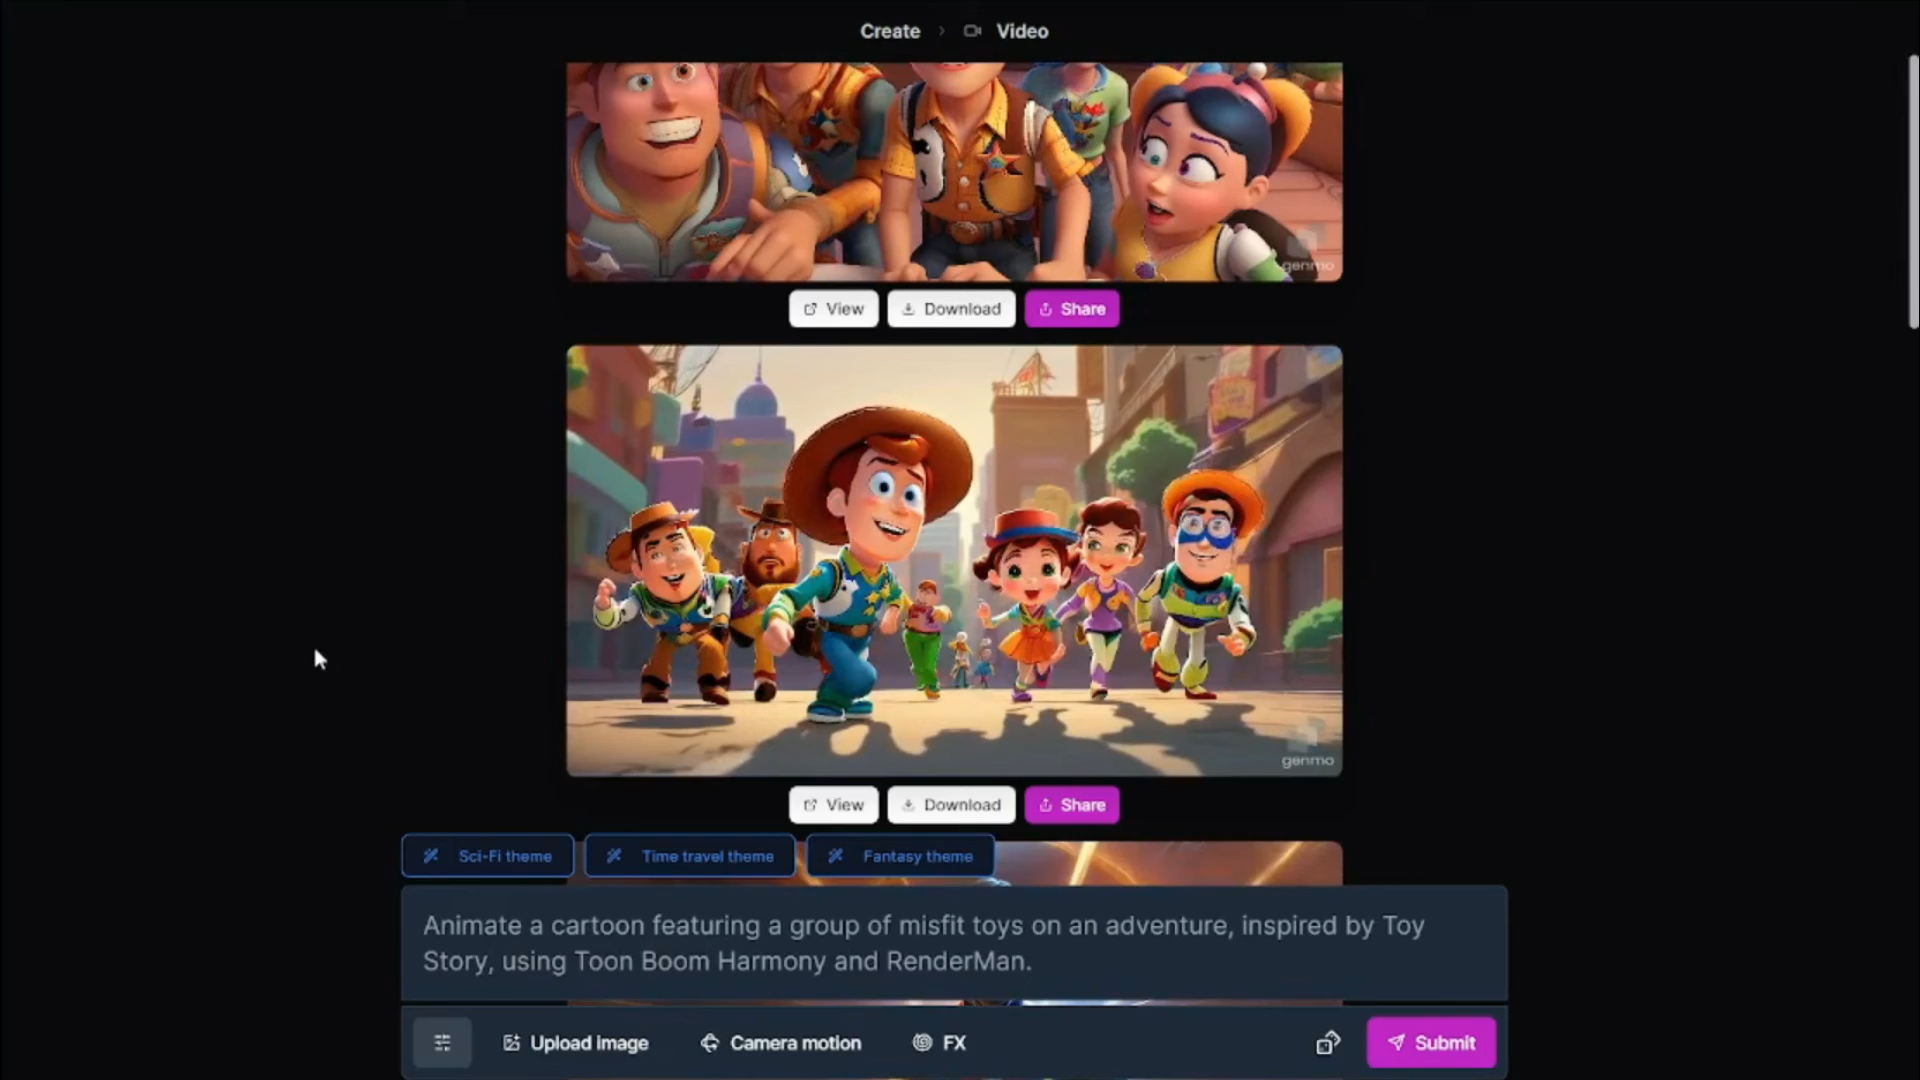 Create > Video
genmo
View Download Share
genmo
View Download Share
Sci-Fi theme Time travel theme Fantasy theme
Animate a cartoon featuring a group of misfit toys on an adventure, inspired by Toy
Story, using Toon Boom Harmony and RenderMan.
Upload image Camera motion FX Submit